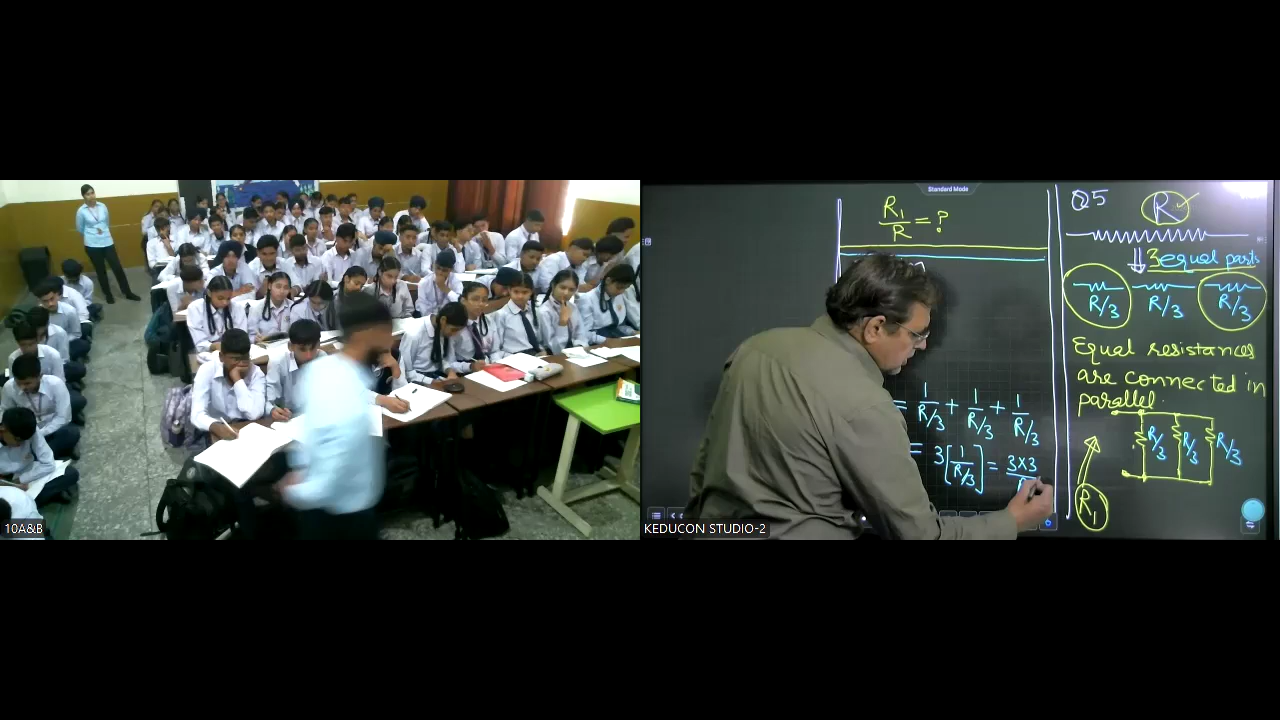 Standard Mode
R₁/R = ?
= 1/R/3 + 1/R/3 + 1/R/3
= 3[1/R/3] = 3×3/
Q5
R
3 equal parts
R/3 R/3 R/3
Equal resistances
are connected in
parallel.
R/3 R/3 R/3
R₁
10A&B
KEDUCON STUDIO-2